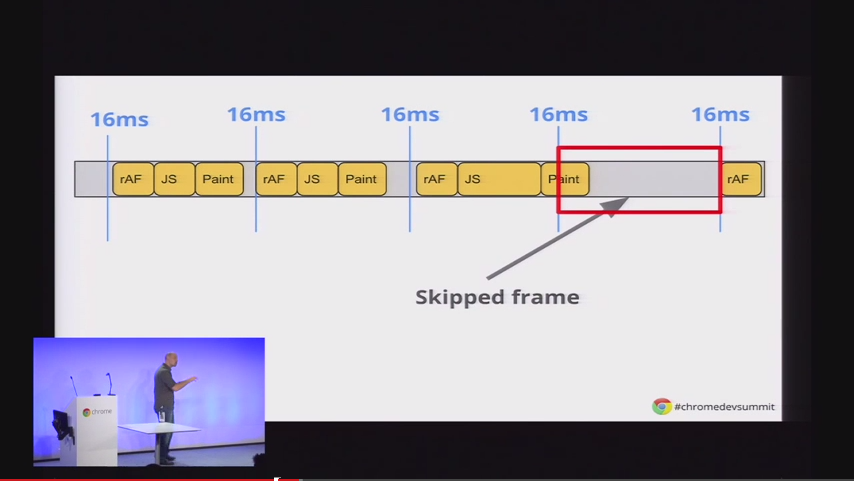 16ms 16ms 16ms 16ms 16ms
rAF JS Paint rAF JS Paint rAF JS Paint rAF
Skipped frame
#chromedevsummit
chrome